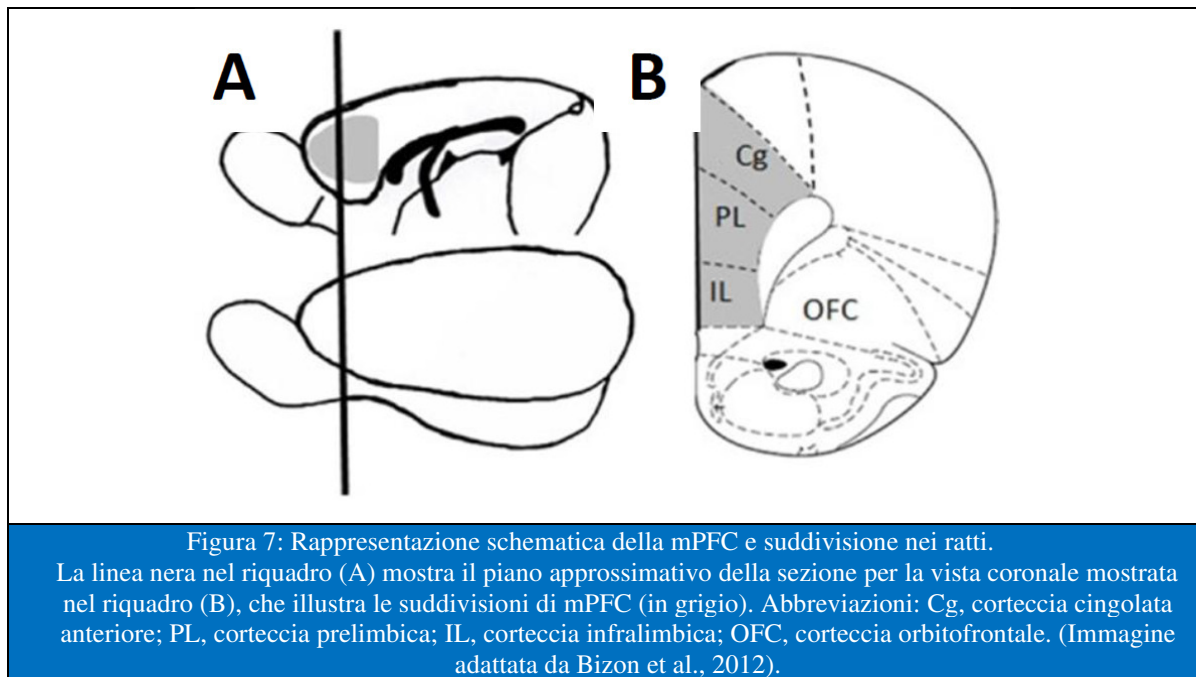 A
B
Cg
PL
IL
OFC
Figura 7: Rappresentazione schematica della mPFC e suddivisione nei ratti.
La linea nera nel riquadro (A) mostra il piano approssimativo della sezione per la vista coronale mostrata
nel riquadro (B), che illustra le suddivisioni di mPFC (in grigio). Abbreviazioni: Cg, corteccia cingolata
anteriore; PL, corteccia prelimbica; IL, corteccia infralimbica; OFC, corteccia orbitofrontale. (Immagine
adattata da Bizon et al., 2012).